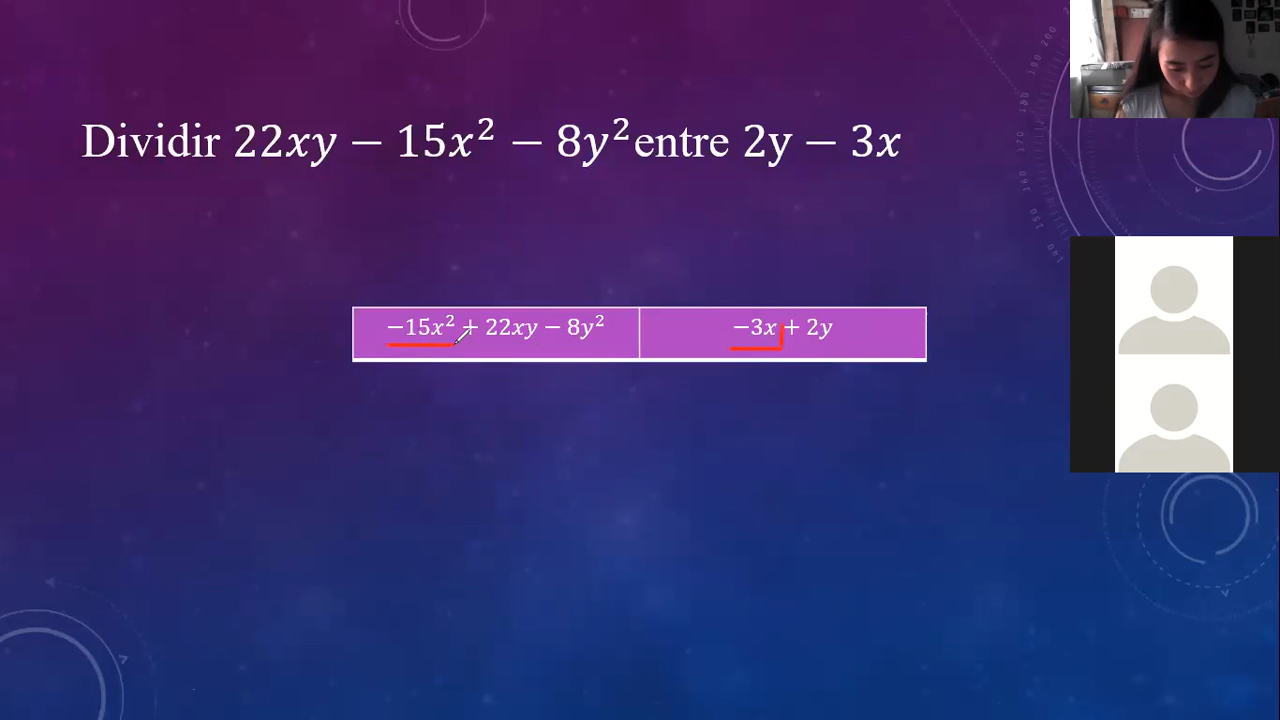 Dividir 22xy − 15x² − 8y² entre 2y − 3x
−15x² + 22xy − 8y² −3x + 2y